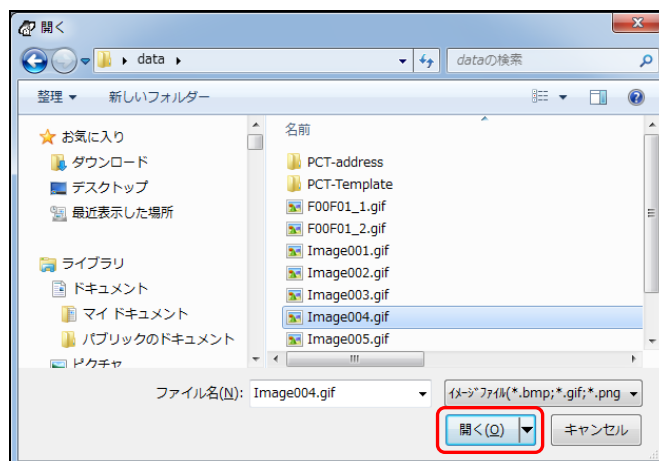 開く
data
dataの検索
整理 新しいフォルダー
お気に入り
ダウンロード
デスクトップ
最近表示した場所
ライブラリ
ドキュメント
マイ ドキュメント
パブリックのドキュメント
ピクチャ
名前
PCT-address
PCT-Template
F00F01_1.gif
F00F01_2.gif
Image001.gif
Image002.gif
Image003.gif
Image004.gif
Image005.gif
ファイル名(N): Image004.gif
ｲﾒｰｼﾞﾌｧｲﾙ(*.bmp;*.gif;*.png
開く(O) キャンセル